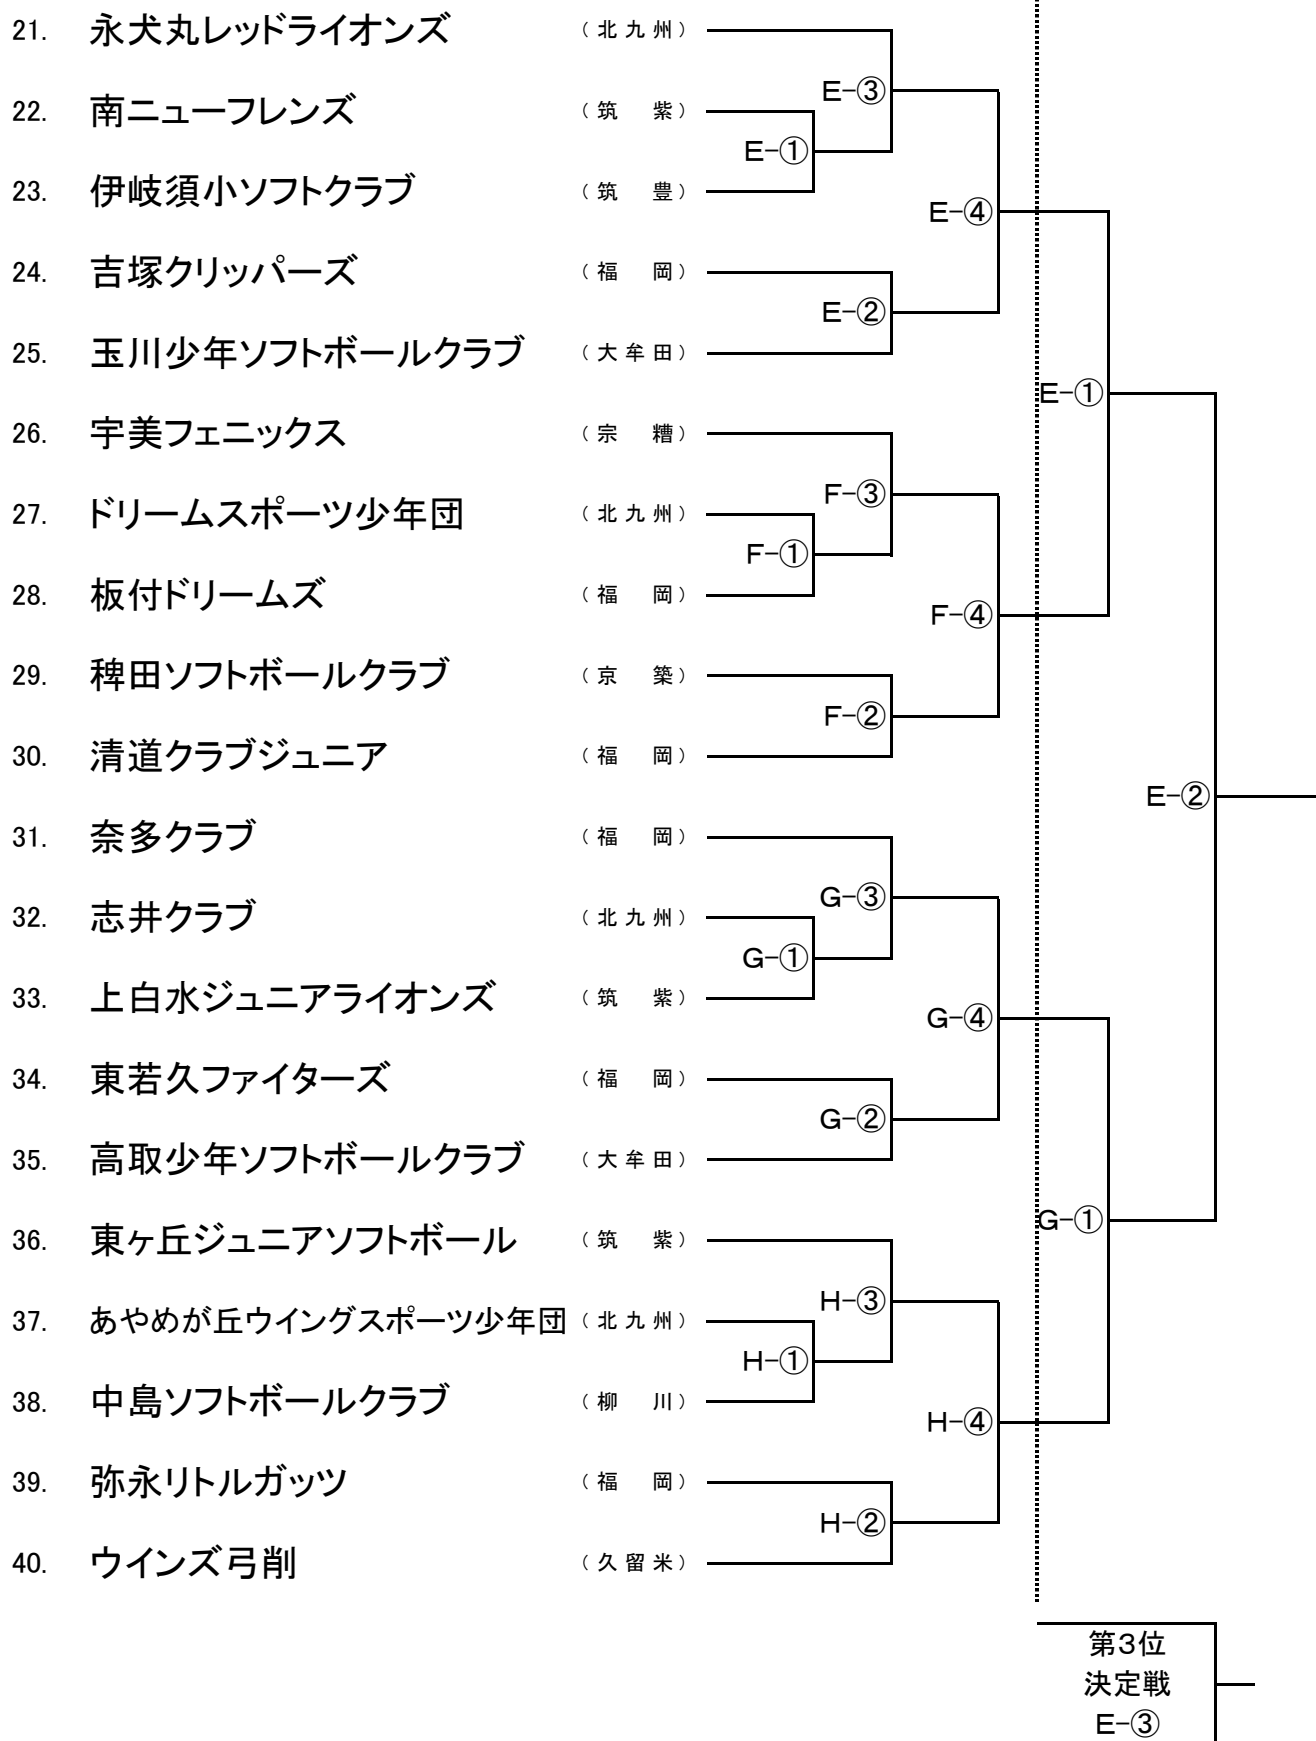 21. 永犬丸レッドライオンズ （北九州）
E-③
22. 南ニューフレンズ （筑　紫）
E-①
23. 伊岐須小ソフトクラブ （筑　豊）
E-④
24. 吉塚クリッパーズ （福　岡）
E-②
25. 玉川少年ソフトボールクラブ （大牟田）
E-①
26. 宇美フェニックス （宗　糟）
F-③
27. ドリームスポーツ少年団 （北九州）
F-①
28. 板付ドリームズ （福　岡）
F-④
29. 稗田ソフトボールクラブ （京　築）
F-②
30. 清道クラブジュニア （福　岡）
E-②
31. 奈多クラブ （福　岡）
G-③
32. 志井クラブ （北九州）
G-①
33. 上白水ジュニアライオンズ （筑　紫）
G-④
34. 東若久ファイターズ （福　岡）
G-②
35. 高取少年ソフトボールクラブ （大牟田）
G-①
36. 東ヶ丘ジュニアソフトボール （筑　紫）
H-③
37. あやめが丘ウイングスポーツ少年団 （北九州）
H-①
38. 中島ソフトボールクラブ （柳　川）
H-④
39. 弥永リトルガッツ （福　岡）
H-②
40. ウインズ弓削 （久留米）
第３位
決定戦
E-③